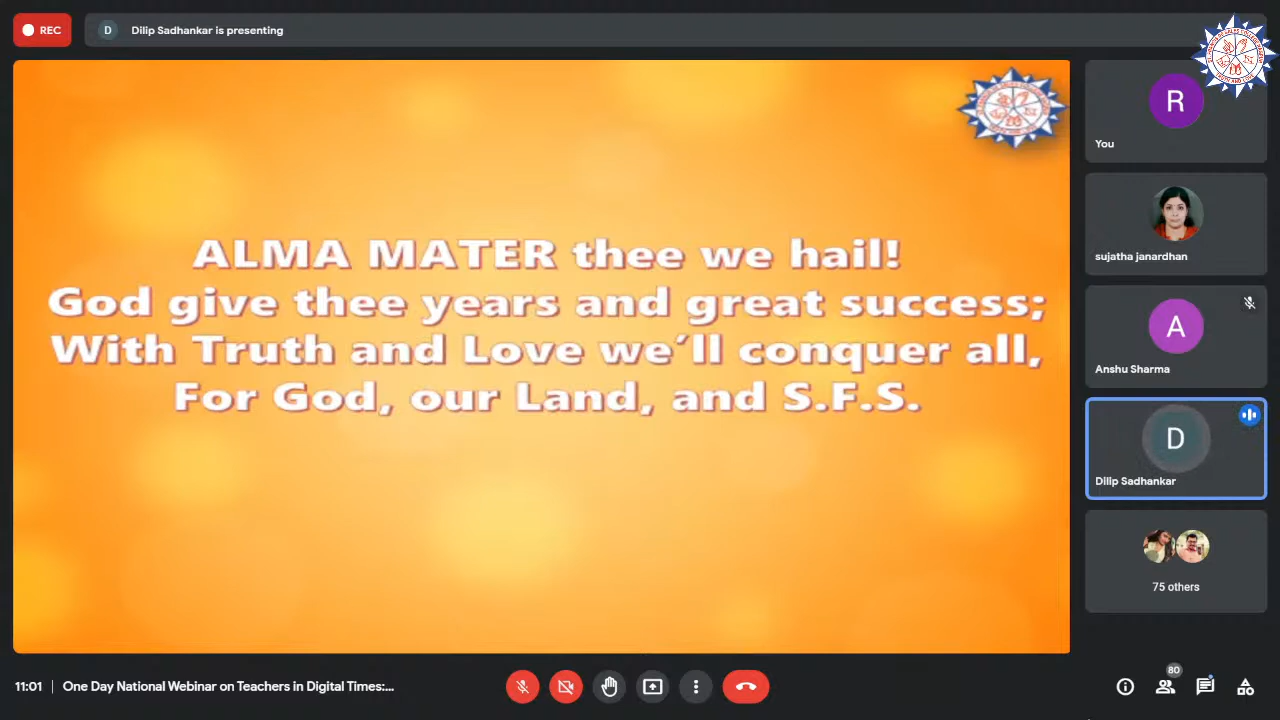 REC
D
Dilip Sadhankar is presenting
ALMA MATER thee we hail!
God give thee years and great success;
With Truth and Love we´ll conquer all,
For God, our Land, and S.F.S.
R
You
sujatha janardhan
A
Anshu Sharma
D
Dilip Sadhankar
75 others
11:01 | One Day National Webinar on Teachers in Digital Times:...
80